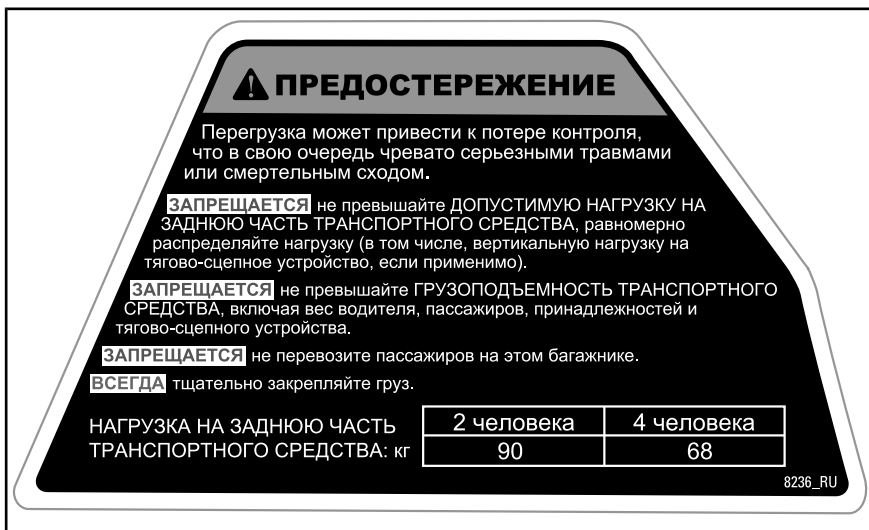 ПРЕДОСТЕРЕЖЕНИЕ
Перегрузка может привести к потере контроля,
что в свою очередь чревато серьезными травмами
или смертельным сходом.
ЗАПРЕЩАЕТСЯ не превышайте ДОПУСТИМУЮ НАГРУЗКУ НА
ЗАДНЮЮ ЧАСТЬ ТРАНСПОРТНОГО СРЕДСТВА, равномерно
распределяйте нагрузку (в том числе, вертикальную нагрузку на
тягово-сцепное устройство, если применимо).
ЗАПРЕЩАЕТСЯ не превышайте ГРУЗОПОДЪЕМНОСТЬ ТРАНСПОРТНОГО
СРЕДСТВА, включая вес водителя, пассажиров, принадлежностей и
тягово-сцепного устройства.
ЗАПРЕЩАЕТСЯ не перевозите пассажиров на этом багажнике.
ВСЕГДА тщательно закрепляйте груз.
НАГРУЗКА НА ЗАДНЮЮ ЧАСТЬ
ТРАНСПОРТНОГО СРЕДСТВА: кг
2 человека 4 человека
90 68
8236_RU